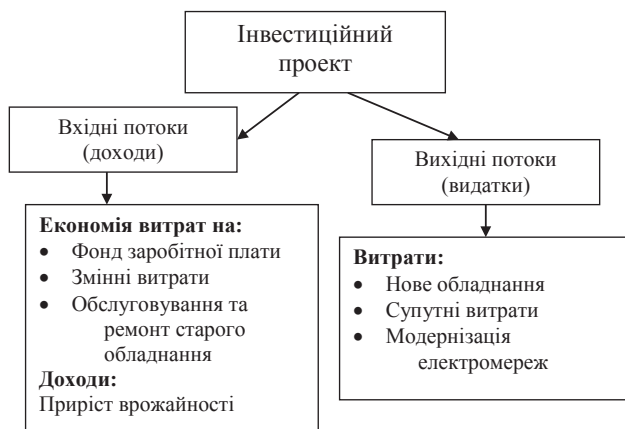 Інвестиційний
проект
Вхідні потоки
(доходи)
Вихідні потоки
(видатки)
Економія витрат на:
• Фонд заробітної плати
• Змінні витрати
• Обслуговування та
ремонт старого
обладнання
Доходи:
Приріст врожайності
Витрати:
• Нове обладнання
• Супутні витрати
• Модернізація
електромереж